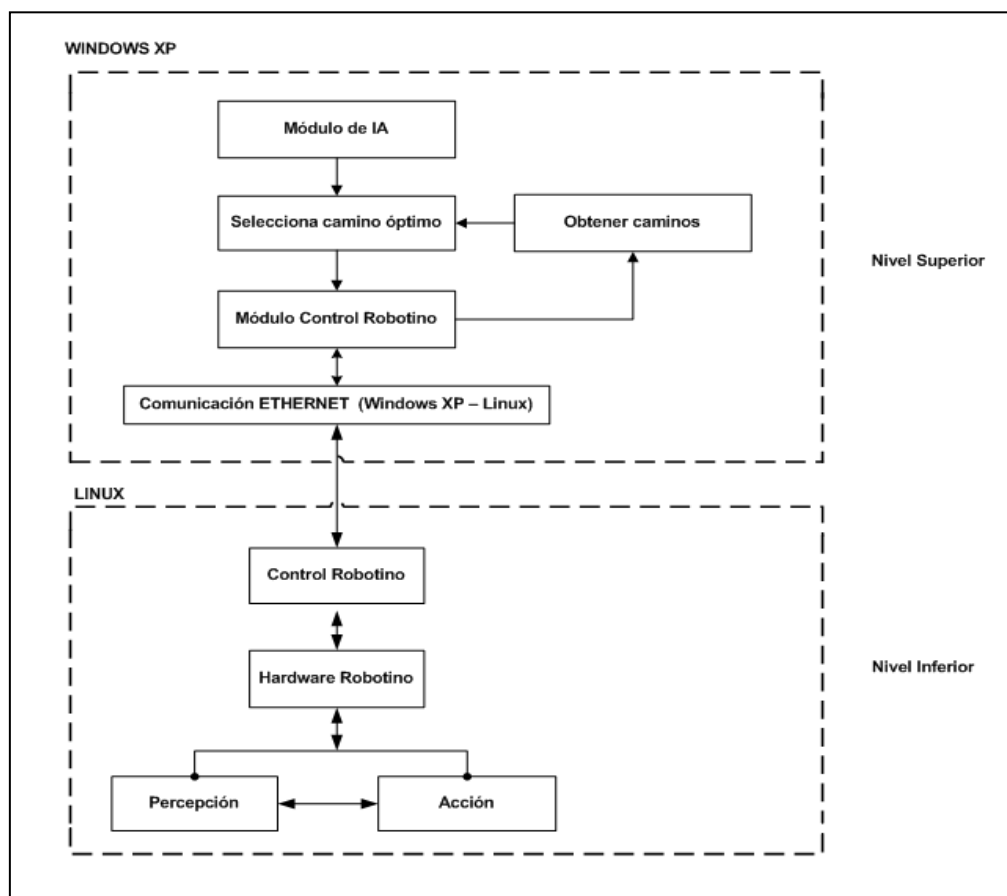 WINDOWS XP
Módulo de IA
Selecciona camino óptimo
Obtener caminos
Nivel Superior
Módulo Control Robotino
Comunicación ETHERNET (Windows XP – Linux)
LINUX
Control Robotino
Hardware Robotino
Nivel Inferior
Percepción
Acción